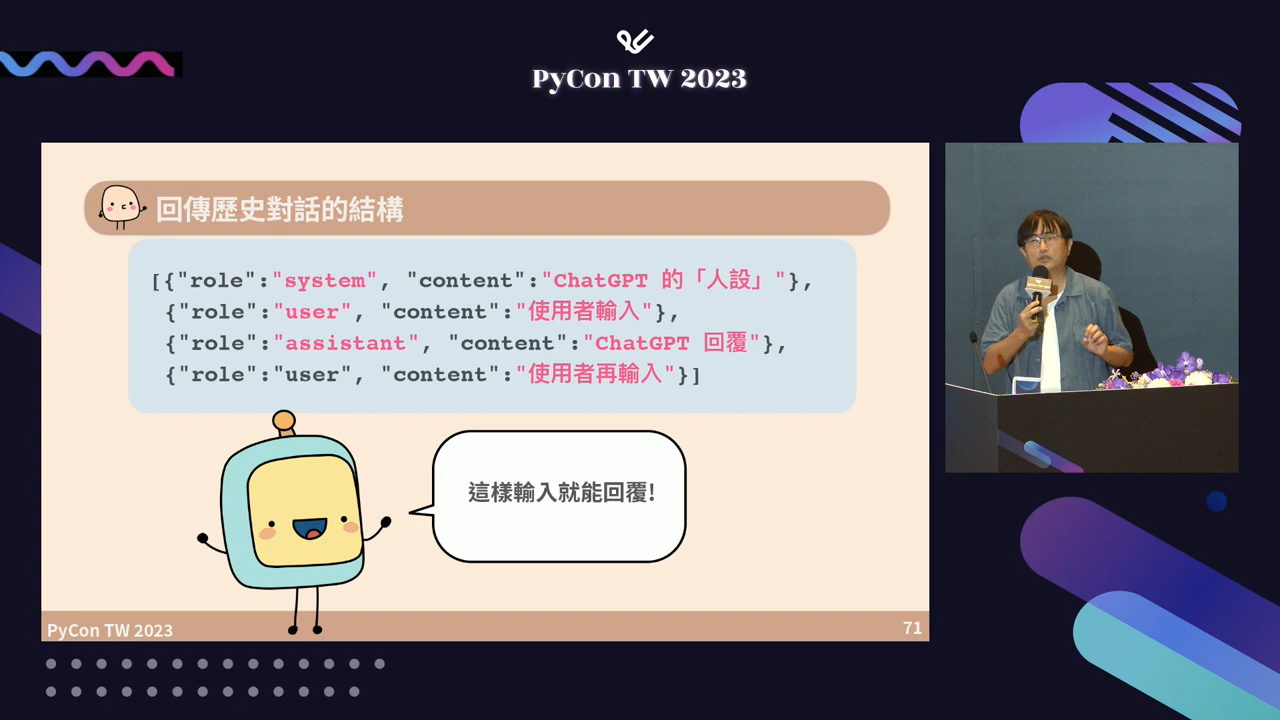 PyCon TW 2023
回傳歷史對話的結構
[{"role":"system", "content":"ChatGPT 的「人設」"},
{"role":"user", "content":"使用者輸入"},
{"role":"assistant", "content":"ChatGPT 回覆"},
{"role":"user", "content":"使用者再輸入"}]
這樣輸入就能回覆!
PyCon TW 2023
71